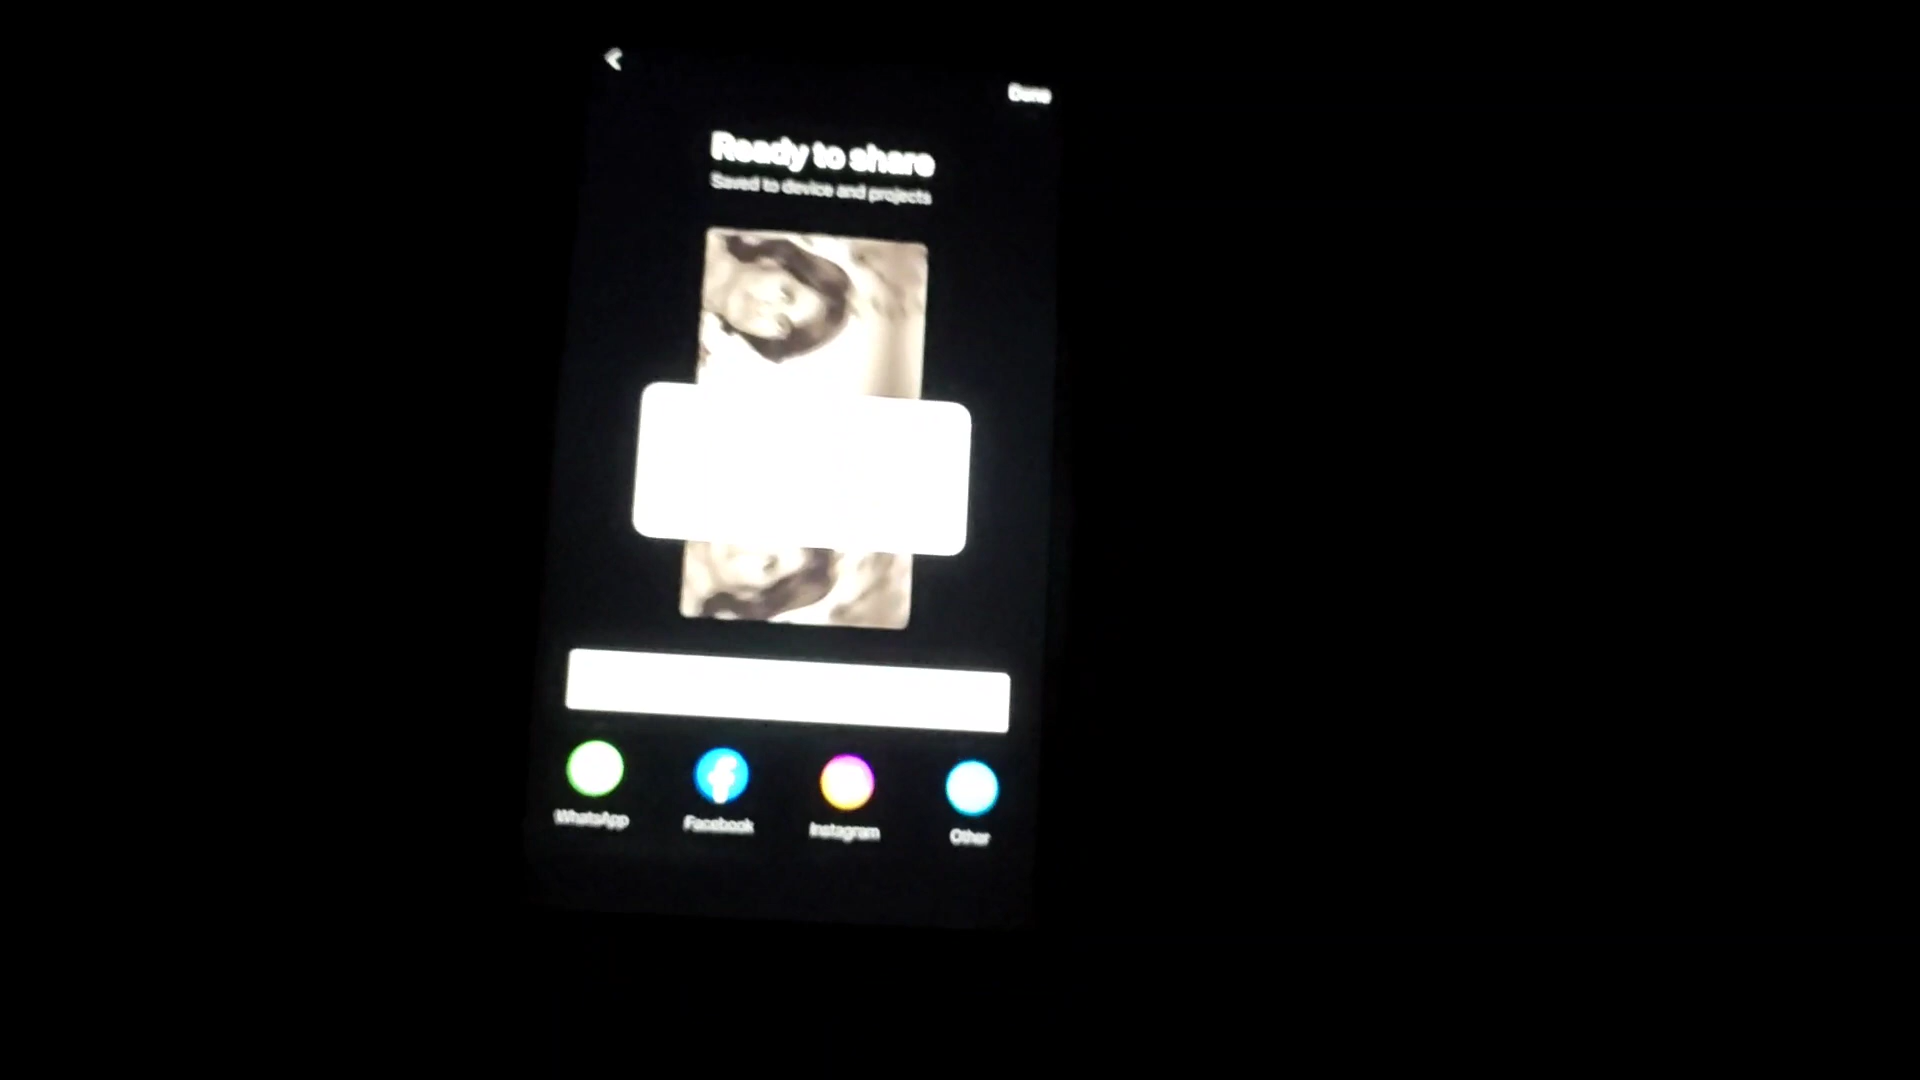 Done
Ready to share
Saved to device and projects
WhatsApp
Facebook
Instagram
Other